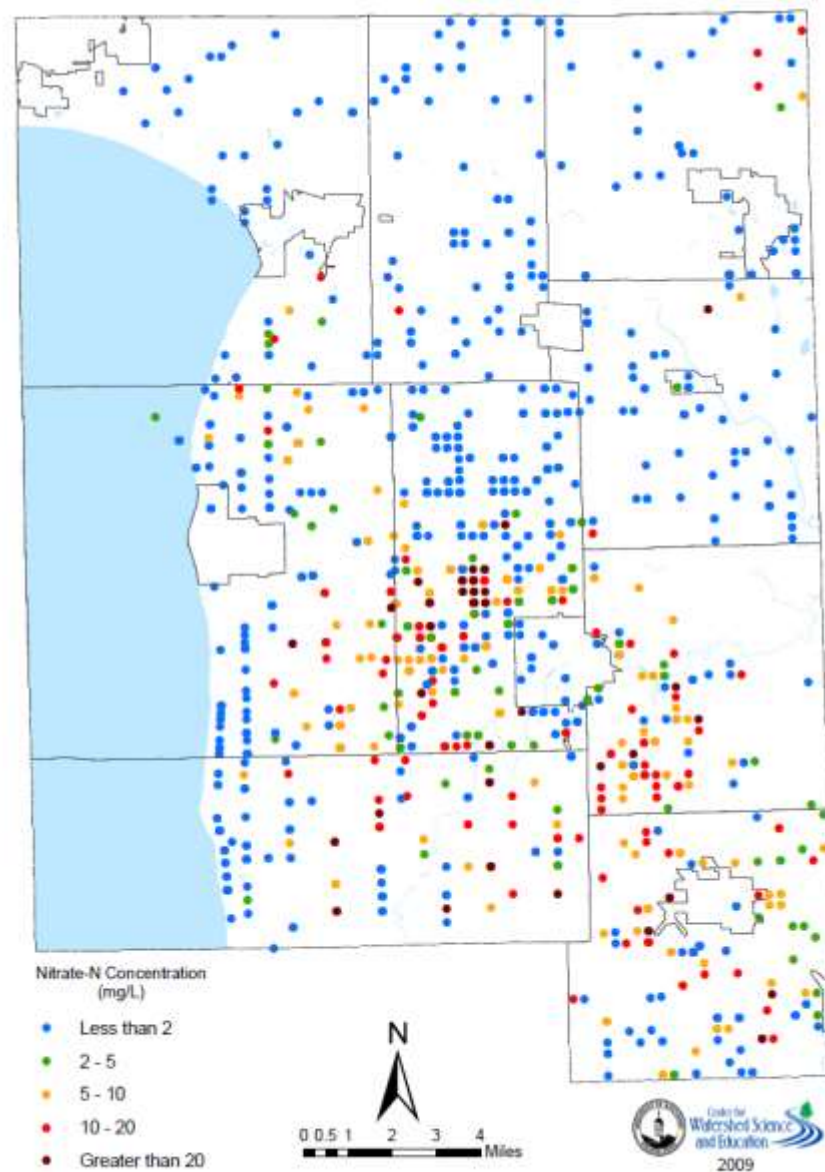 Nitrate-N Concentration
(mg/L)
Less than 2
2 - 5
5 - 10
10 - 20
Greater than 20
N
0 0.5 1 2 3 4
Miles
Center for
Watershed Science
and Education
2009